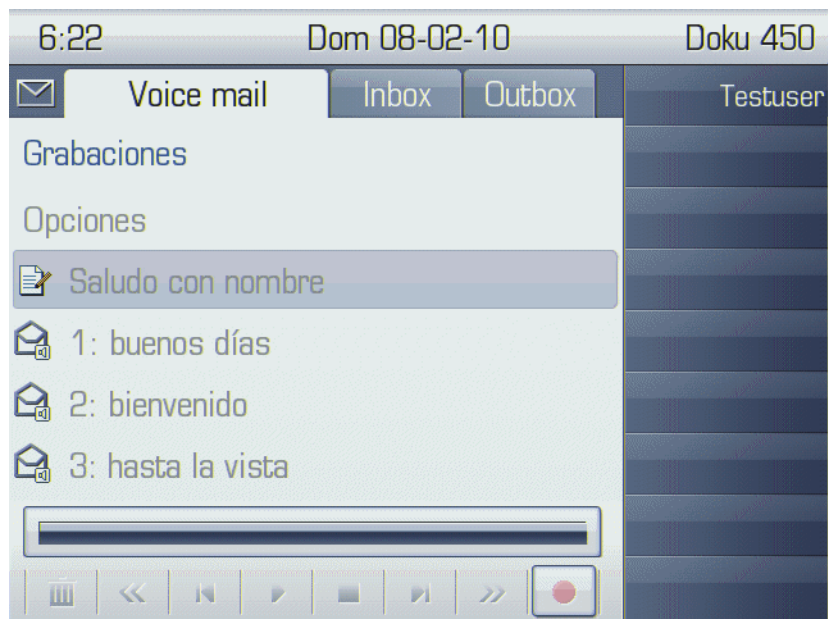 6:22 Dom 08-02-10 Doku 450
Voice mail Inbox Outbox Testuser
Grabaciones
Opciones
Saludo con nombre
1: buenos días
2: bienvenido
3: hasta la vista